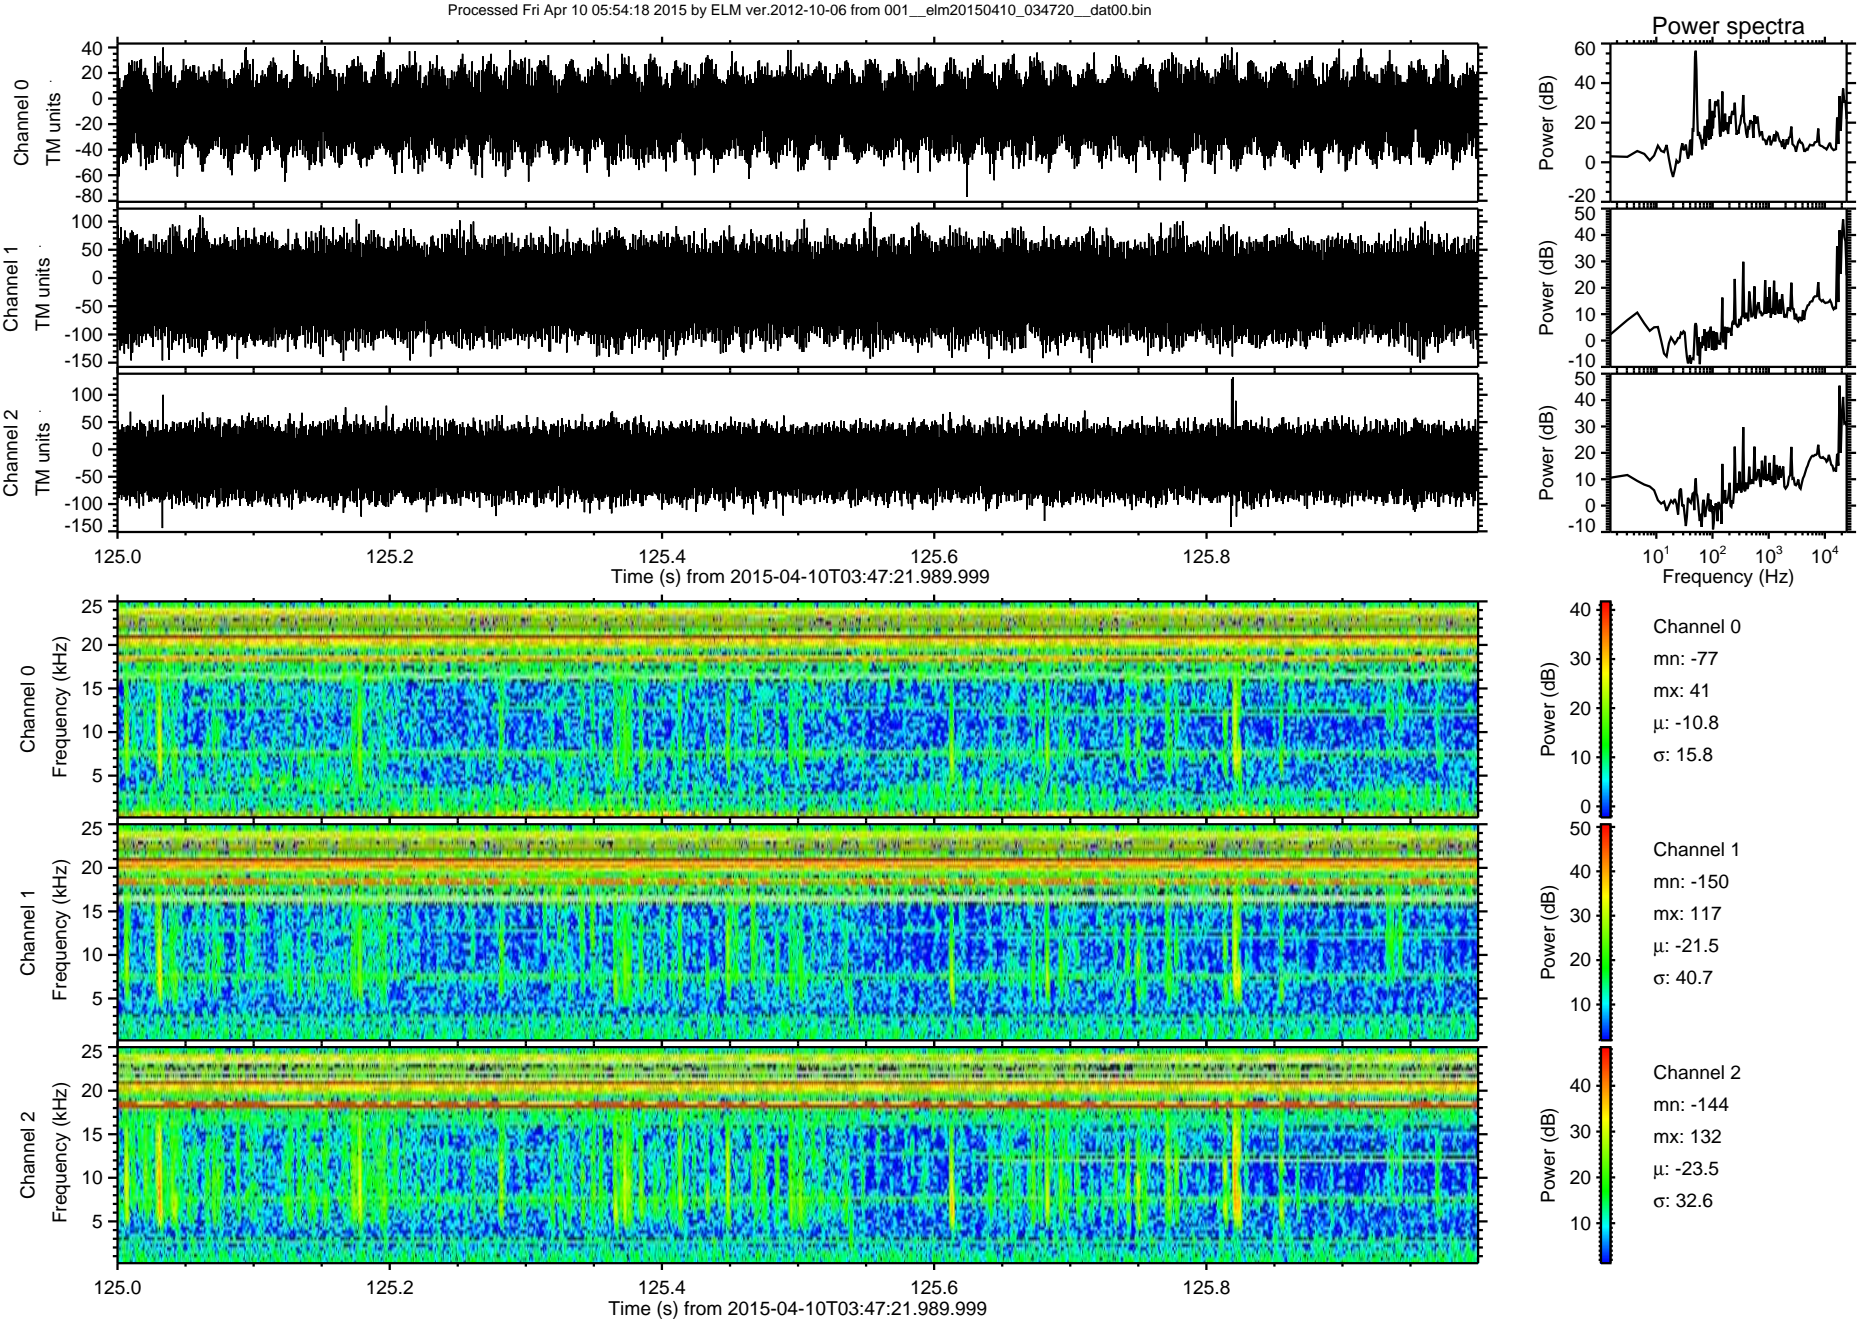 Processed Fri Apr 10 05:54:18 2015 by ELM ver.2012-10-06 from 001__elm20150410_034720__dat00.bin
Power spectra
Channel 0
TM units
40
20
0
-20
-40
-60
-80
Power (dB)
60
40
20
0
-20
Channel 1
TM units
100
50
0
-50
-100
-150
Power (dB)
50
40
30
20
10
0
-10
Channel 2
TM units
100
50
0
-50
-100
-150
Power (dB)
50
40
30
20
10
0
-10
125.0 125.2 125.4 125.6 125.8
Time (s) from 2015-04-10T03:47:21.989.999
10^1 10^2 10^3 10^4
Frequency (Hz)
Channel 0
Frequency (kHz)
25
20
15
10
5
Power (dB)
40
30
20
10
0
Channel 0
mn: -77
mx: 41
μ: -10.8
σ: 15.8
Channel 1
Frequency (kHz)
25
20
15
10
5
Power (dB)
50
40
30
20
10
Channel 1
mn: -150
mx: 117
μ: -21.5
σ: 40.7
Channel 2
Frequency (kHz)
25
20
15
10
5
Power (dB)
40
30
20
10
Channel 2
mn: -144
mx: 132
μ: -23.5
σ: 32.6
125.0 125.2 125.4 125.6 125.8
Time (s) from 2015-04-10T03:47:21.989.999